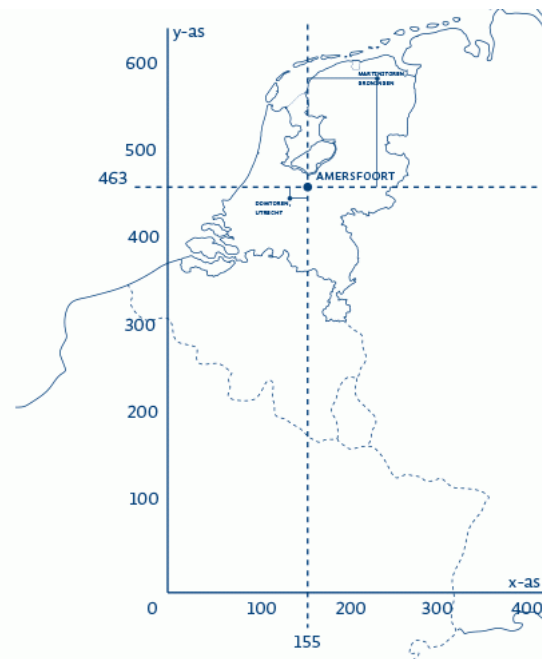 y-as
600
MARTINITOREN,
GRONINGEN
500
463
AMERSFOORT
DOMTOREN,
UTRECHT
400
300
200
100
x-as
0
100
200
300
400
155